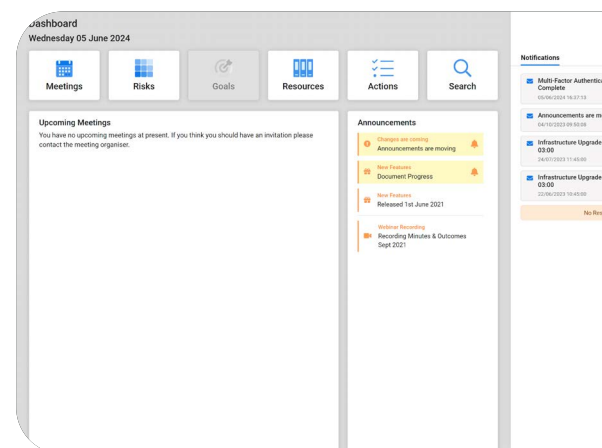 Dashboard
Wednesday 05 June 2024
Meetings
Risks
Goals
Resources
Actions
Search
Upcoming Meetings
You have no upcoming meetings at present. If you think you should have an invitation please
contact the meeting organiser.
Announcements
Changes are coming
Announcements are moving
New Features
Document Progress
New Features
Released 1st June 2021
Webinar Recording
Recording Minutes & Outcomes
Sept 2021
Notifications
Multi-Factor Authentic
Complete
05/06/2024 16:37:13
Announcements are m
04/10/2023 09:50:08
Infrastructure Upgrade
03:00
24/07/2023 11:45:00
Infrastructure Upgrade
03:00
22/06/2023 10:45:00
No Res